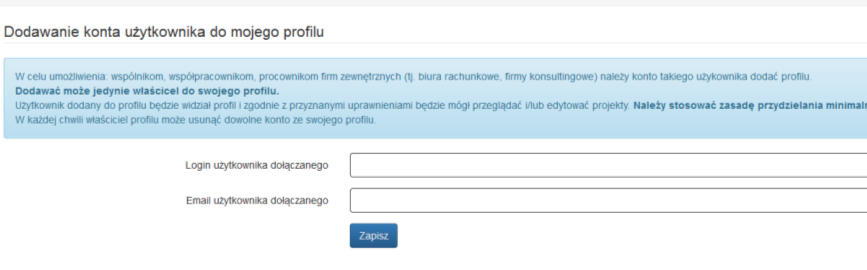 Dodawanie konta użytkownika do mojego profilu
W celu umożliwienia: wspólnikom, współpracownikom, procownikom firm zewnętrznych (tj. biura rachunkowe, firmy konsultingowe) należy konto takiego użykownika dodać profilu.
Dodawać może jedynie właścicel do swojego profilu.
Użytkownik dodany do profilu będzie widział profil i zgodnie z przyznanymi uprawnieniami będzie mógł przeglądać i/lub edytować projekty. Należy stosować zasadę przydzielania minimaln
W każdej chwili właściciel profilu może usunąć dowolne konto ze swojego profilu.
Login użytkownika dołączanego
Email użytkownika dołączanego
Zapisz